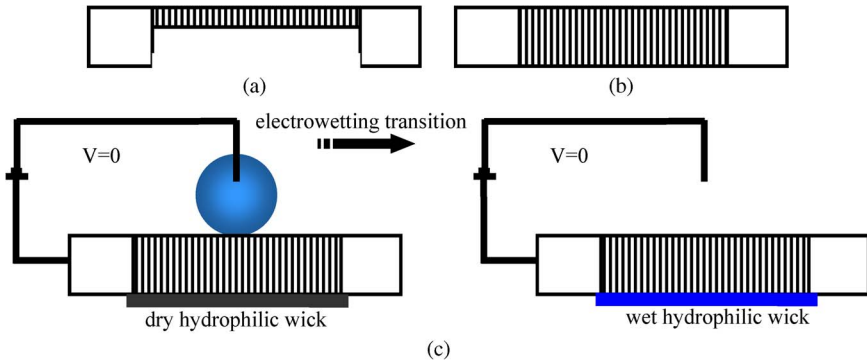 (a)
(b)
electrowetting transition
V=0
V=0
dry hydrophilic wick
wet hydrophilic wick
(c)